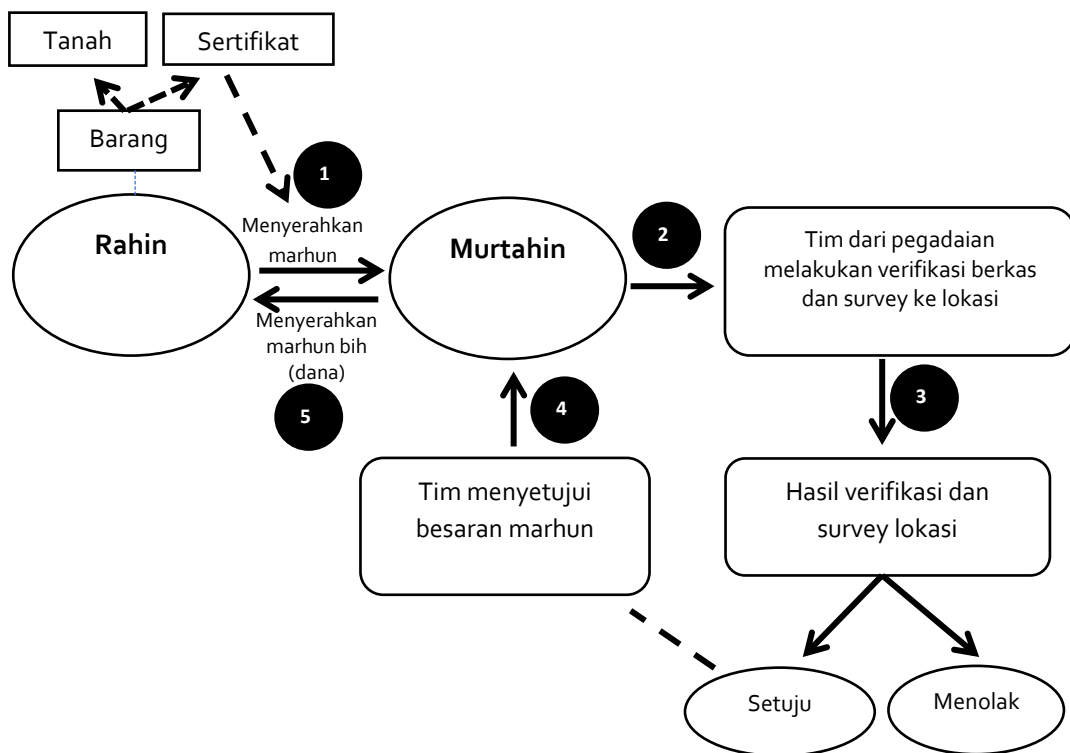 Tanah
Sertifikat
Barang
1
Rahin
Menyerahkan
marhun
Murtahin
2
Tim dari pegadaian
melakukan verifikasi berkas
dan survey ke lokasi
Menyerahkan
marhun bih
(dana)
5
4
3
Tim menyetujui
besaran marhun
Hasil verifikasi dan
survey lokasi
Setuju
Menolak